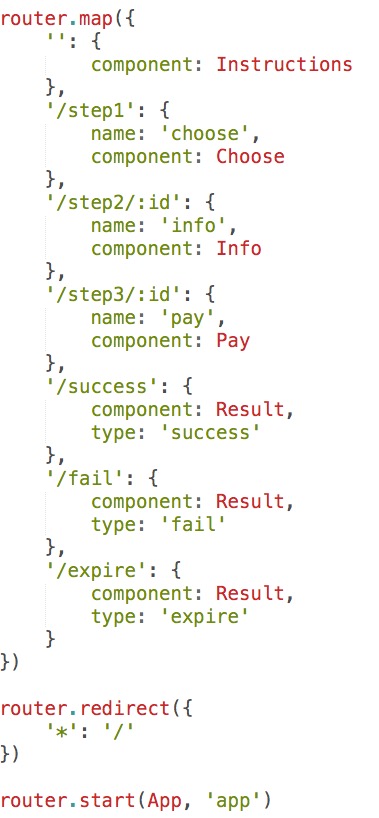 router.map({
    '': {
        component: Instructions
    },
    '/step1': {
        name: 'choose',
        component: Choose
    },
    '/step2/:id': {
        name: 'info',
        component: Info
    },
    '/step3/:id': {
        name: 'pay',
        component: Pay
    },
    '/success': {
        component: Result,
        type: 'success'
    },
    '/fail': {
        component: Result,
        type: 'fail'
    },
    '/expire': {
        component: Result,
        type: 'expire'
    }
})

router.redirect({
    '*': '/'
})

router.start(App, 'app')